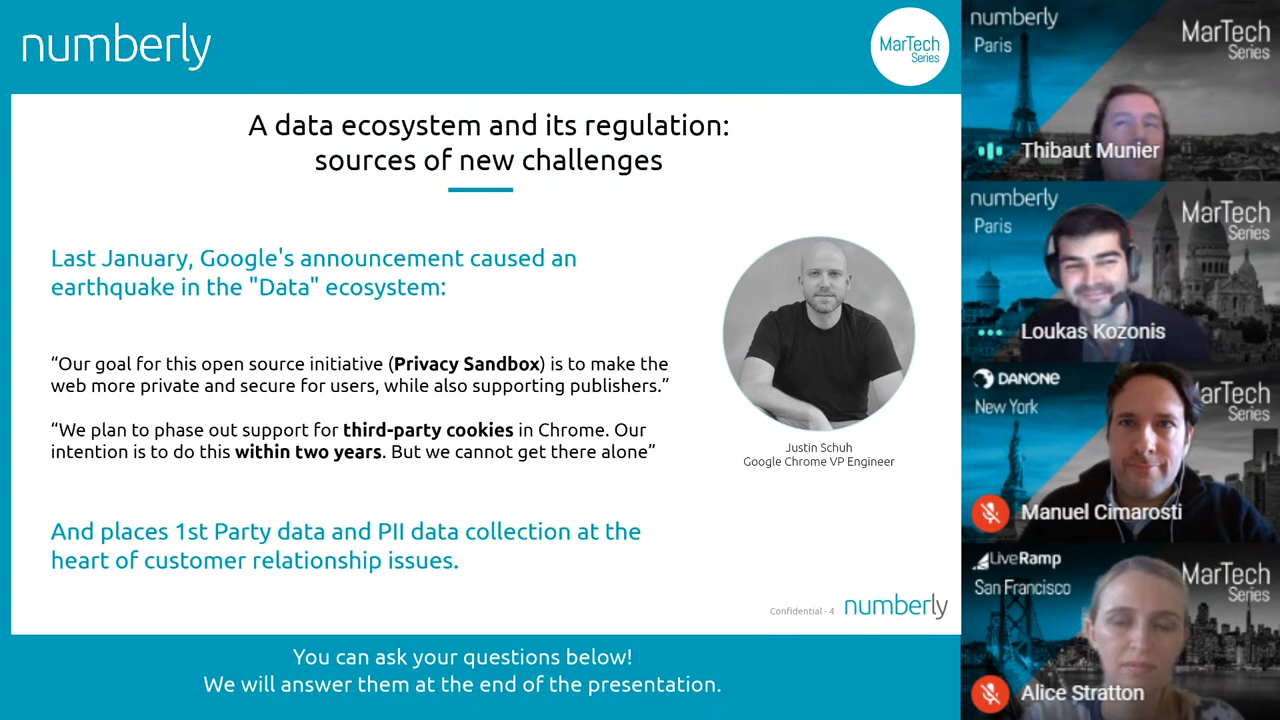 numberly
MarTech
Series
A data ecosystem and its regulation:
sources of new challenges
Last January, Google's announcement caused an
earthquake in the "Data" ecosystem:
“Our goal for this open source initiative (Privacy Sandbox) is to make the
web more private and secure for users, while also supporting publishers.”
“We plan to phase out support for third-party cookies in Chrome. Our
intention is to do this within two years. But we cannot get there alone”
Justin Schuh
Google Chrome VP Engineer
And places 1st Party data and PII data collection at the
heart of customer relationship issues.
Confidential - 4
numberly
You can ask your questions below!
We will answer them at the end of the presentation.
numberly
Paris
MarTech
Series
Thibaut Munier
numberly
Paris
MarTech
Series
Loukas Kozonis
DANONE
New York
MarTech
Series
Manuel Cimarosti
LiveRamp
San Francisco
MarTech
Series
Alice Stratton